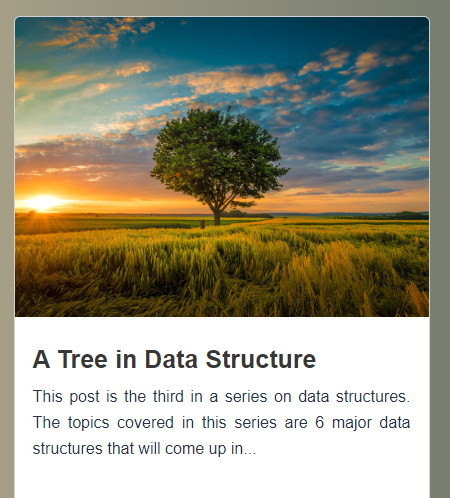 A Tree in Data Structure
This post is the third in a series on data structures.
The topics covered in this series are 6 major data
structures that will come up in...